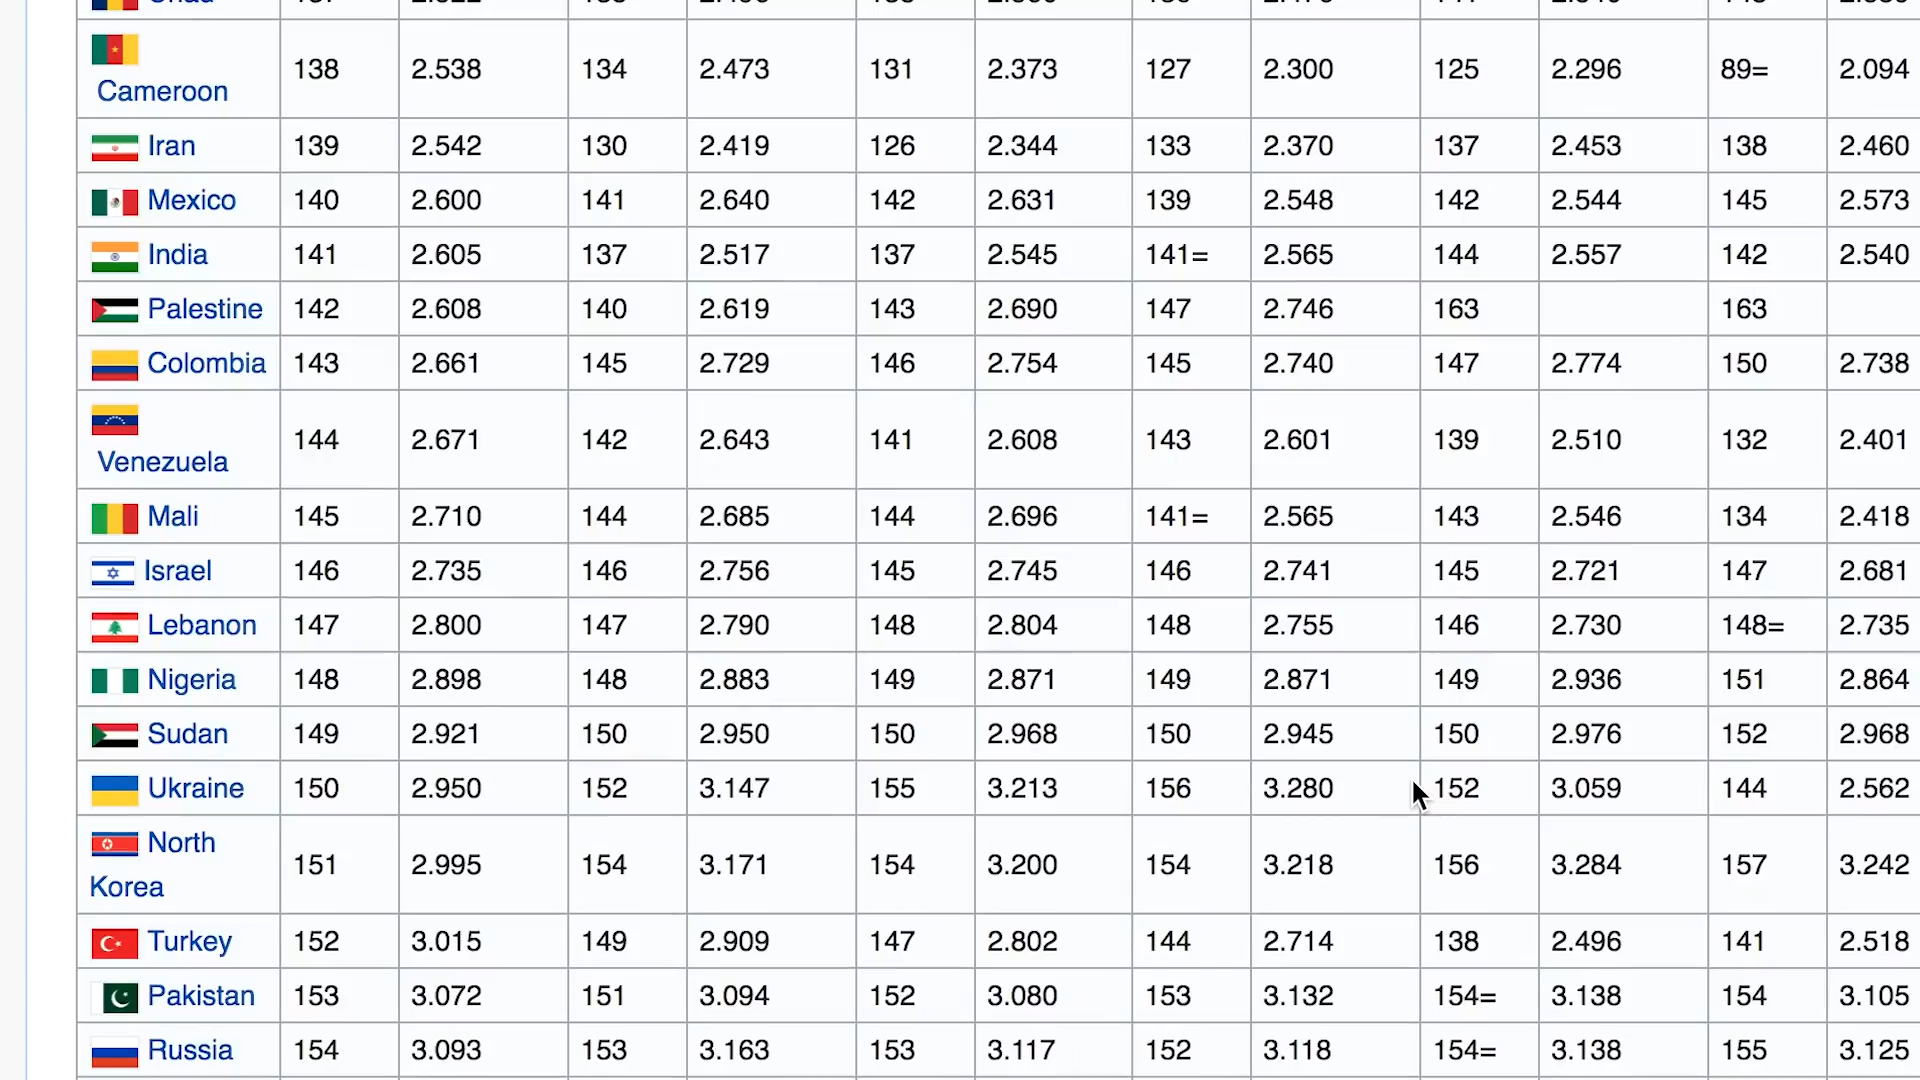 Cameroon 138 2.538 134 2.473 131 2.373 127 2.300 125 2.296 89= 2.094
Iran 139 2.542 130 2.419 126 2.344 133 2.370 137 2.453 138 2.460
Mexico 140 2.600 141 2.640 142 2.631 139 2.548 142 2.544 145 2.573
India 141 2.605 137 2.517 137 2.545 141= 2.565 144 2.557 142 2.540
Palestine 142 2.608 140 2.619 143 2.690 147 2.746 163 163
Colombia 143 2.661 145 2.729 146 2.754 145 2.740 147 2.774 150 2.738
Venezuela 144 2.671 142 2.643 141 2.608 143 2.601 139 2.510 132 2.401
Mali 145 2.710 144 2.685 144 2.696 141= 2.565 143 2.546 134 2.418
Israel 146 2.735 146 2.756 145 2.745 146 2.741 145 2.721 147 2.681
Lebanon 147 2.800 147 2.790 148 2.804 148 2.755 146 2.730 148= 2.735
Nigeria 148 2.898 148 2.883 149 2.871 149 2.871 149 2.936 151 2.864
Sudan 149 2.921 150 2.950 150 2.968 150 2.945 150 2.976 152 2.968
Ukraine 150 2.950 152 3.147 155 3.213 156 3.280 152 3.059 144 2.562
North
Korea 151 2.995 154 3.171 154 3.200 154 3.218 156 3.284 157 3.242
Turkey 152 3.015 149 2.909 147 2.802 144 2.714 138 2.496 141 2.518
Pakistan 153 3.072 151 3.094 152 3.080 153 3.132 154= 3.138 154 3.105
Russia 154 3.093 153 3.163 153 3.117 152 3.118 154= 3.138 155 3.125